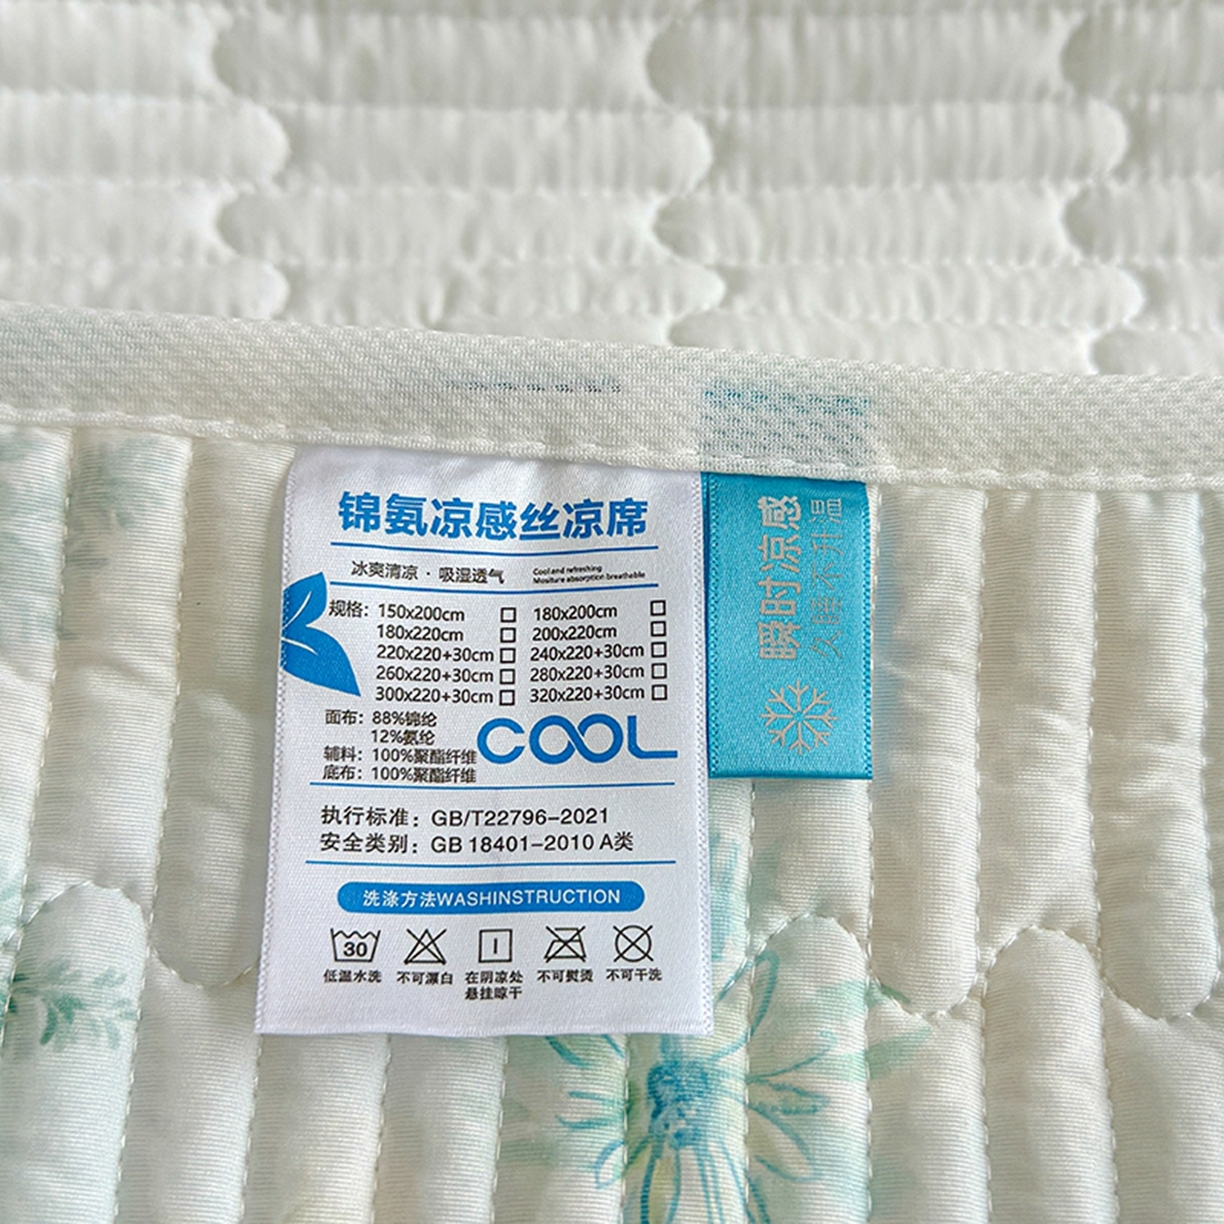 锦氨凉感丝凉席
冰爽清凉 · 吸湿透气
Cool and refreshing
Mositure absorption breathable
规格: 150x200cm □ 180x200cm □
180x220cm □ 200x220cm □
220x220+30cm □ 240x220+30cm □
260x220+30cm □ 280x220+30cm □
300x220+30cm □ 320x220+30cm □
面布: 88%锦纶
12%氨纶
辅料: 100%聚酯纤维
底布: 100%聚酯纤维
COOL
执行标准: GB/T22796-2021
安全类别: GB 18401-2010 A类
洗涤方法WASHINSTRUCTION
30
低温水洗 不可漂白 在阴凉处 不可熨烫 不可干洗
悬挂晾干
瞬时凉感
久睡不升温